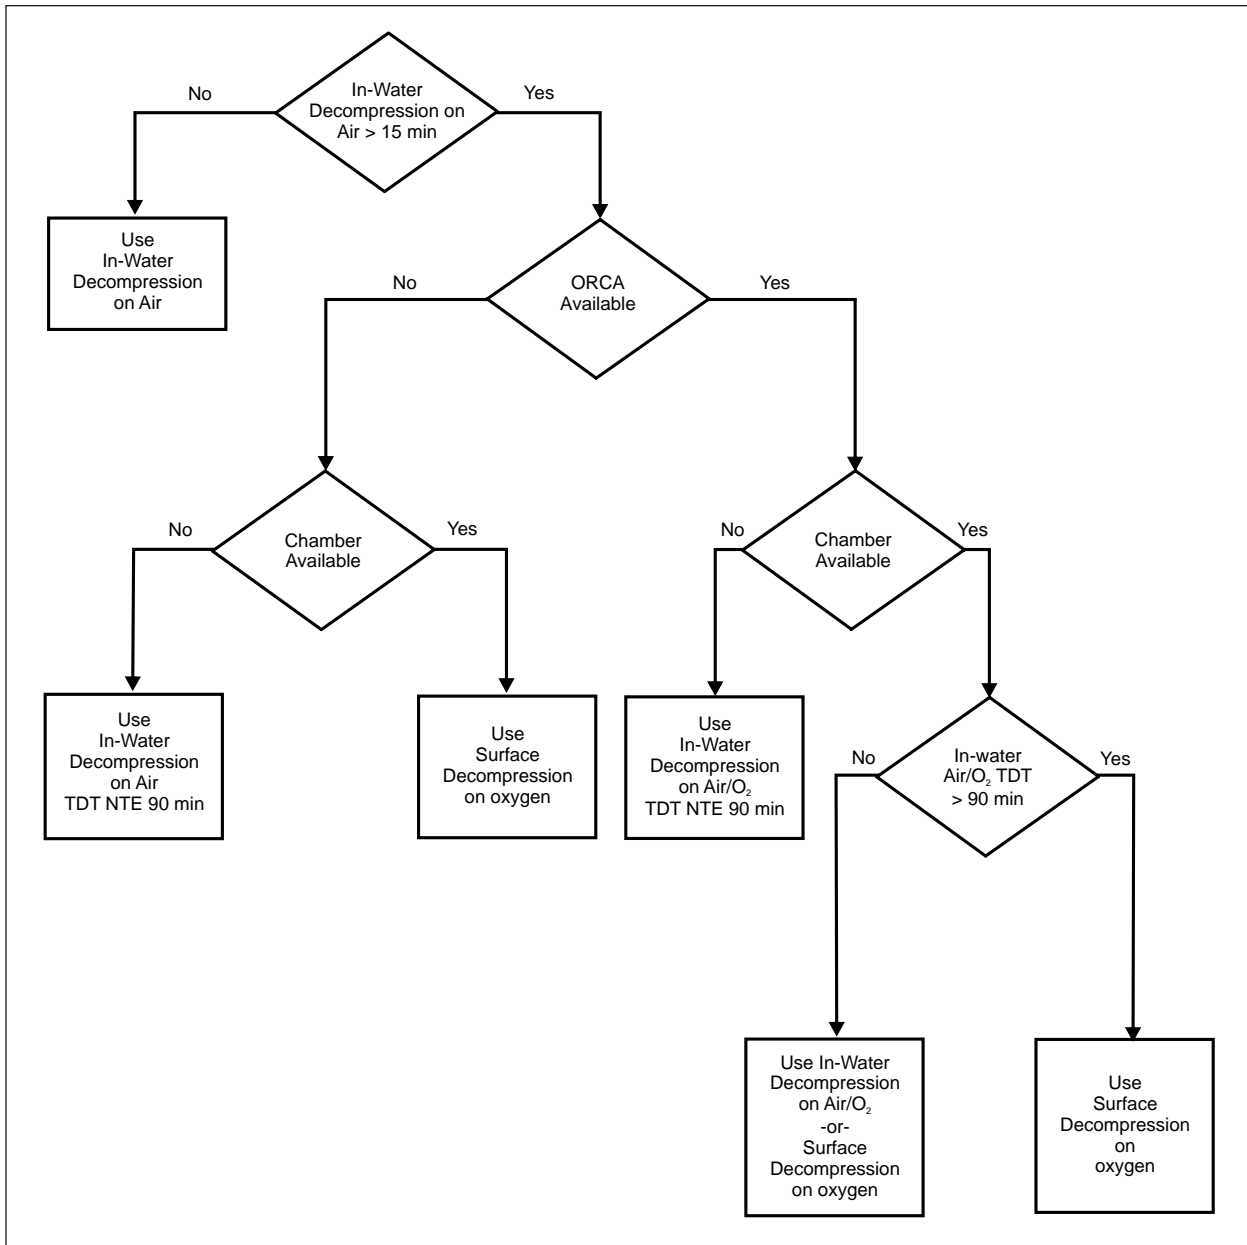 In-Water
Decompression on
Air > 15 min
No
Yes
Use
In-Water
Decompression
on Air
ORCA
Available
No
Yes
Chamber
Available
No
Yes
Chamber
Available
No
Yes
Use
In-Water
Decompression
on Air
TDT NTE 90 min
Use
Surface
Decompression
on oxygen
Use
In-Water
Decompression
on Air/O₂
TDT NTE 90 min
In-water
Air/O₂ TDT
> 90 min
No
Yes
Use In-Water
Decompression
on Air/O₂
-or-
Surface
Decompression
on oxygen
Use
Surface
Decompression
on
oxygen